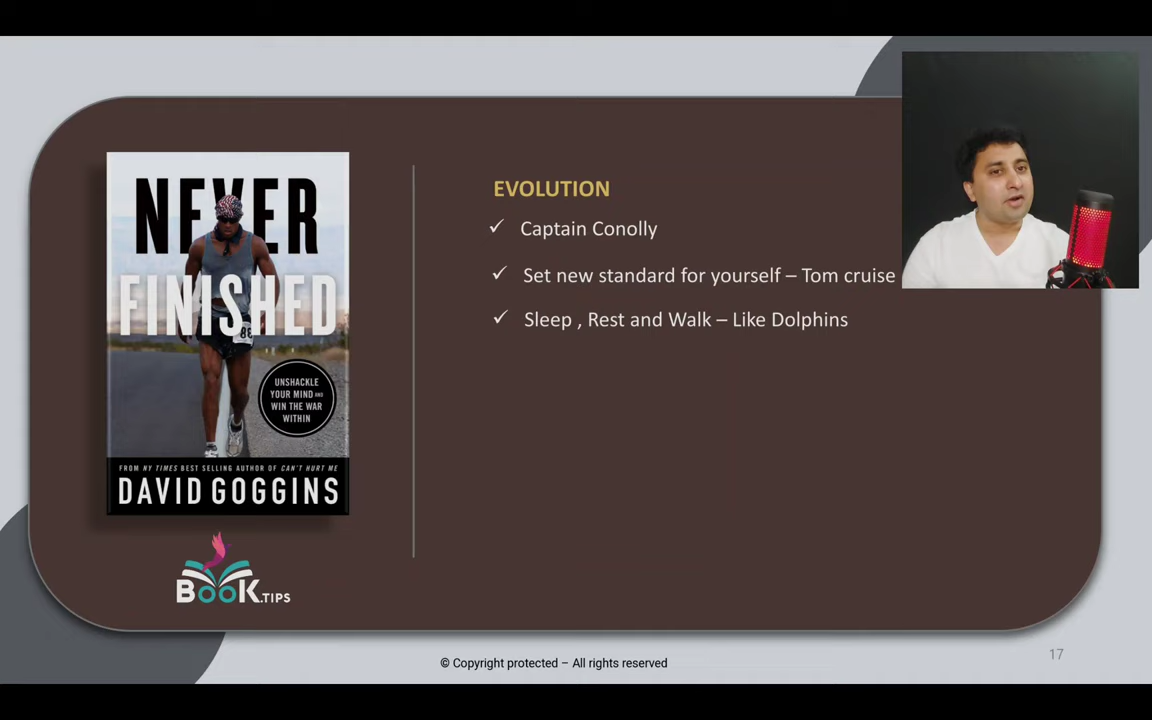 NEVER
FINISHED
UNSHACKLE
YOUR MIND AND
WIN THE WAR
WITHIN
FROM NY TIMES BEST SELLING AUTHOR OF CAN'T HURT ME
DAVID GOGGINS
BOOK.TIPS
EVOLUTION
✓ Captain Conolly
✓ Set new standard for yourself – Tom cruise
✓ Sleep , Rest and Walk – Like Dolphins
© Copyright protected – All rights reserved
17